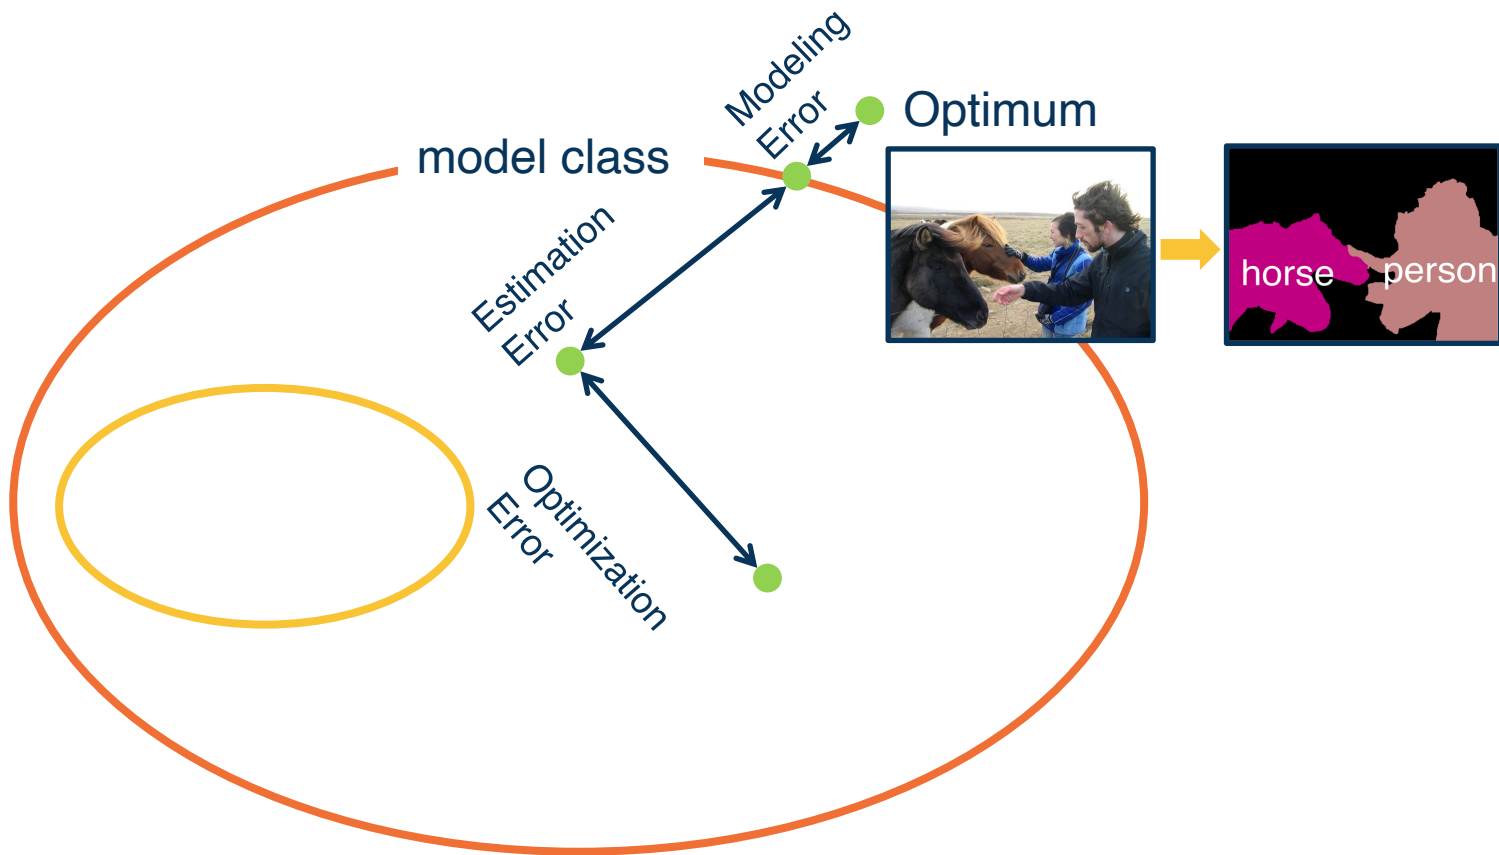 Modeling
Error
Optimum
model class
Estimation
Error
horse
person
Optimization
Error